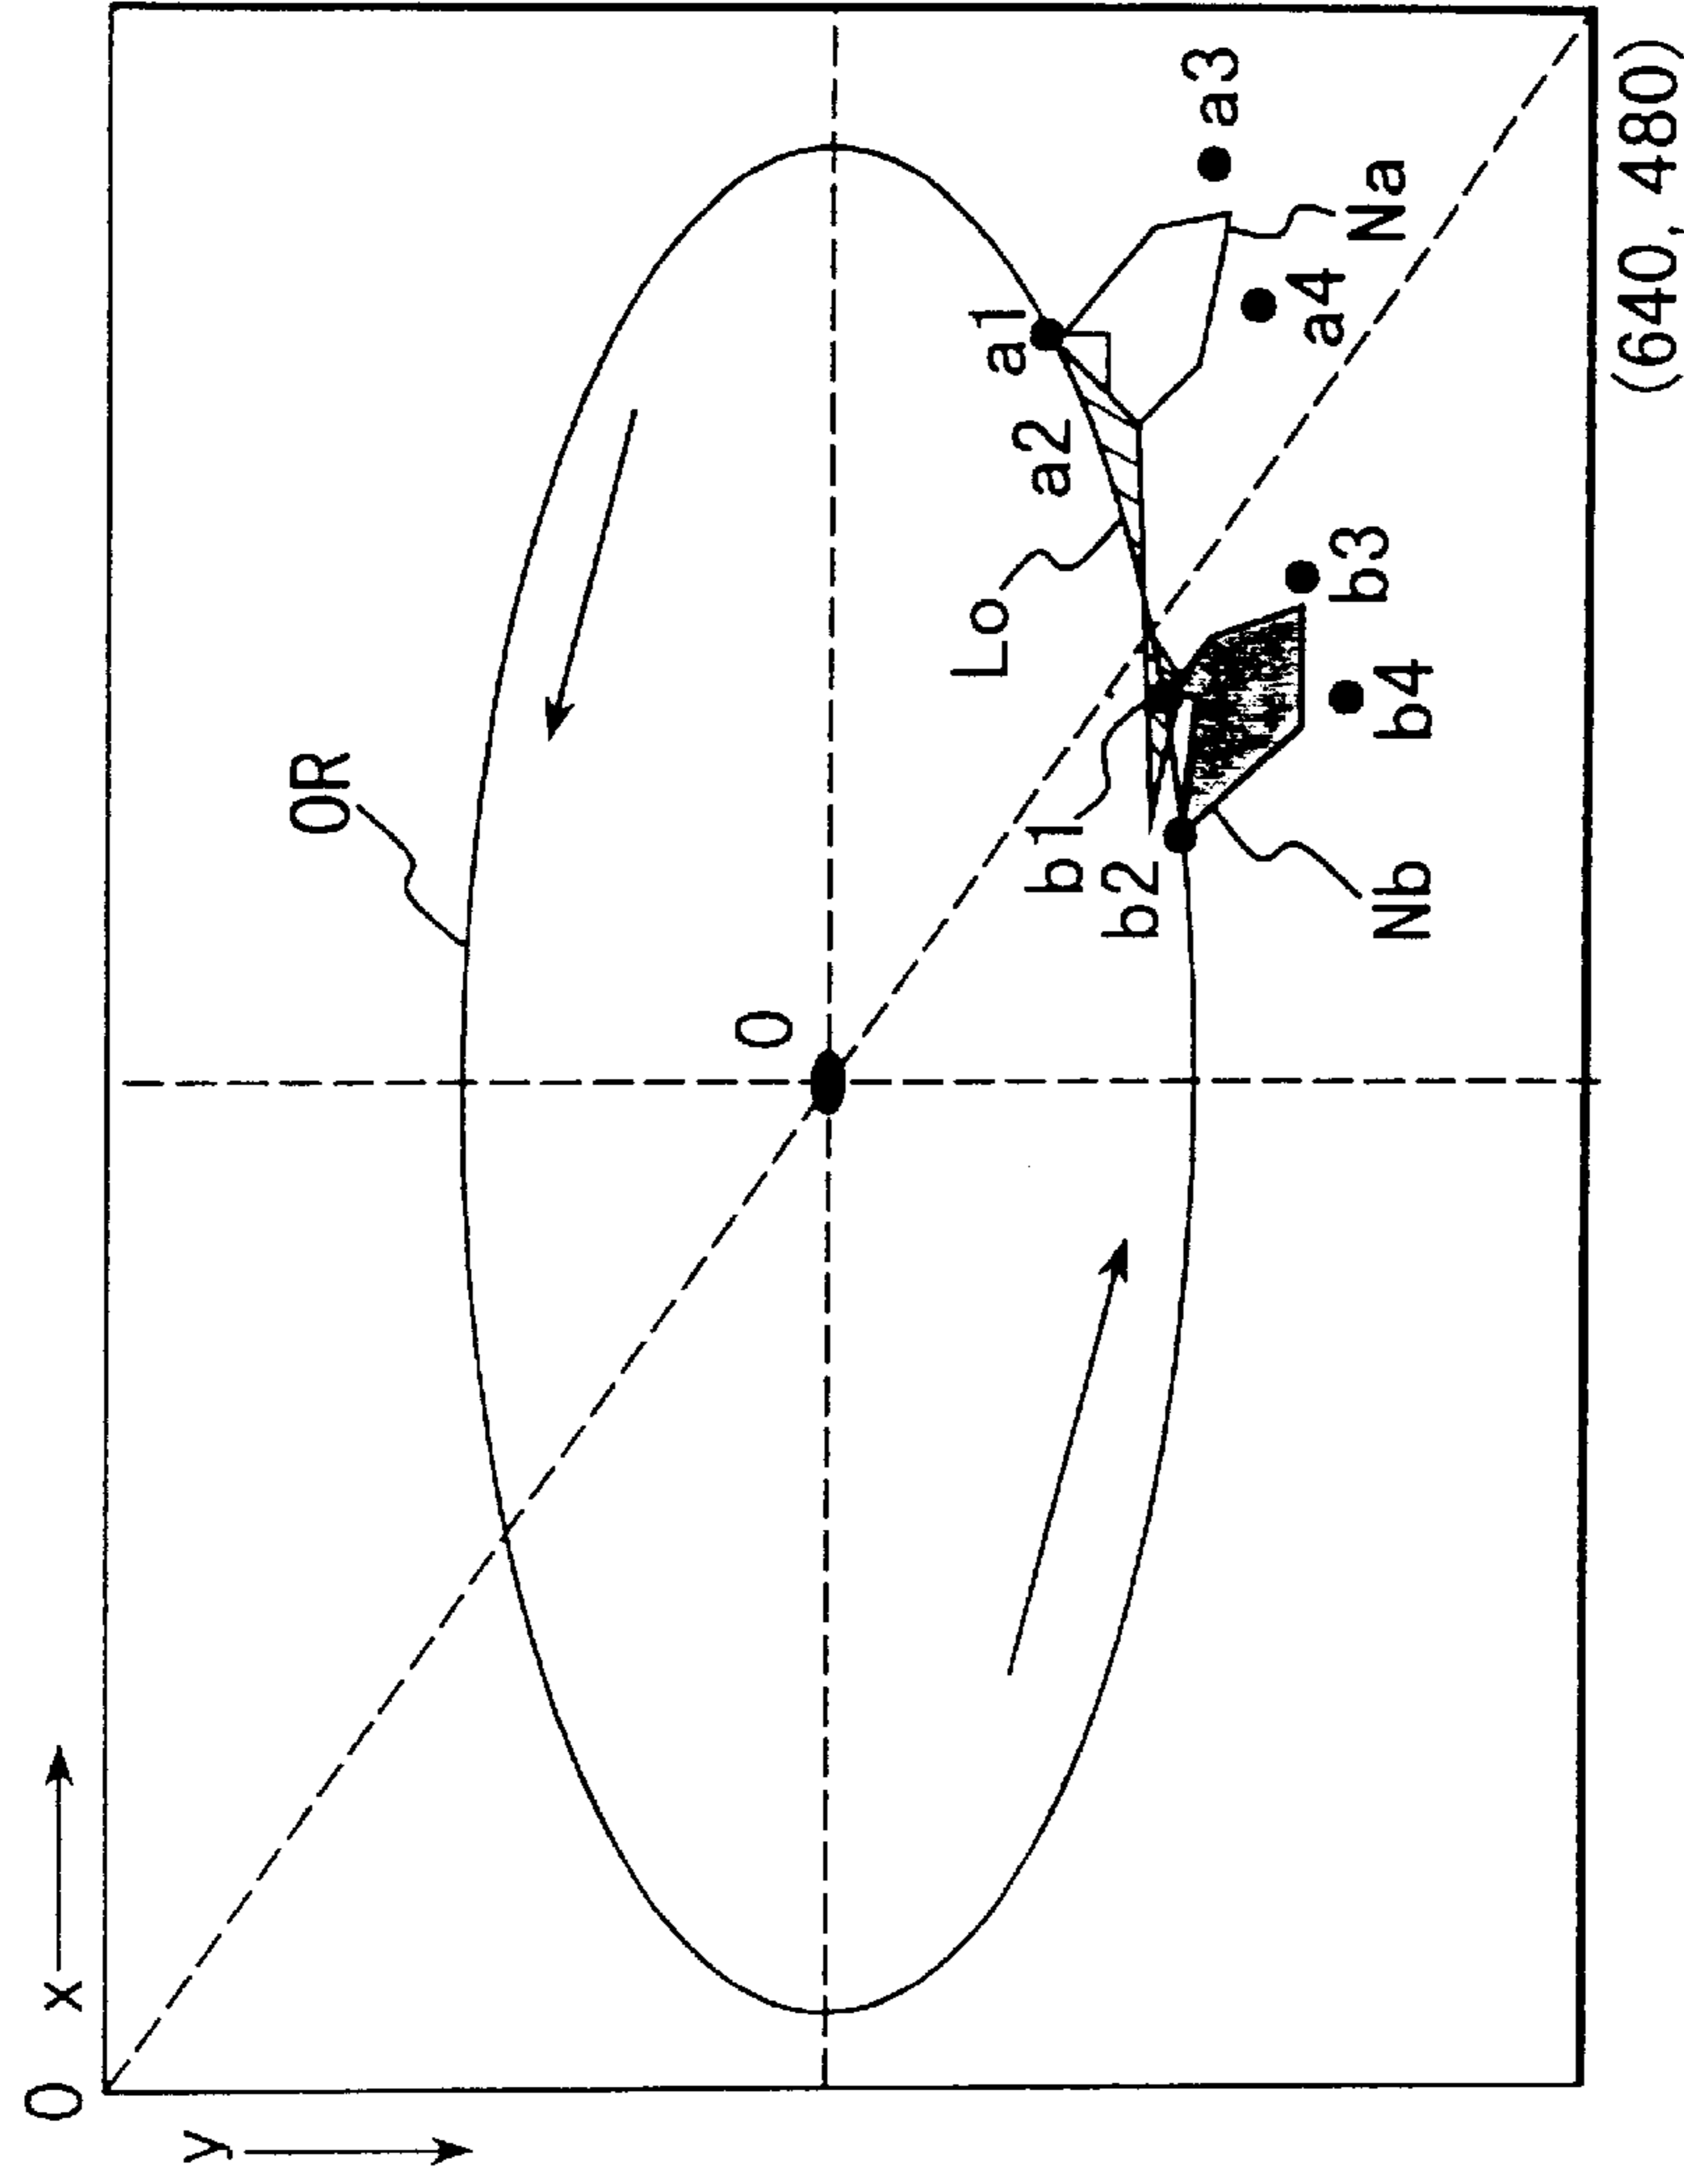 0
x
y
OR
O
Lo
a1
a2
b1
b2
a3
a4
Na
b3
b4
Nb
(640, 480)